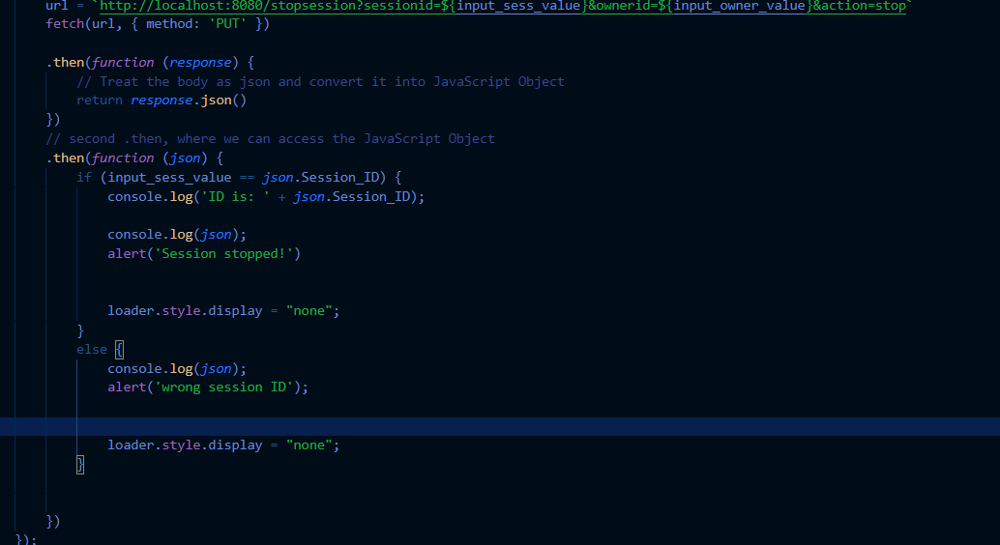 url = `http://localhost:8080/stopsession?sessionid=${input_sess_value}&ownerid=${input_owner_value}&action=stop`
fetch(url, { method: 'PUT' })
.then(function (response) {
// Treat the body as json and convert it into JavaScript Object
return response.json()
})
// second .then, where we can access the JavaScript Object
.then(function (json) {
if (input_sess_value == json.Session_ID) {
console.log('ID is: ' + json.Session_ID);
console.log(json);
alert('Session stopped!')
loader.style.display = "none";
}
else {
console.log(json);
alert('wrong session ID');
loader.style.display = "none";
}
})
});